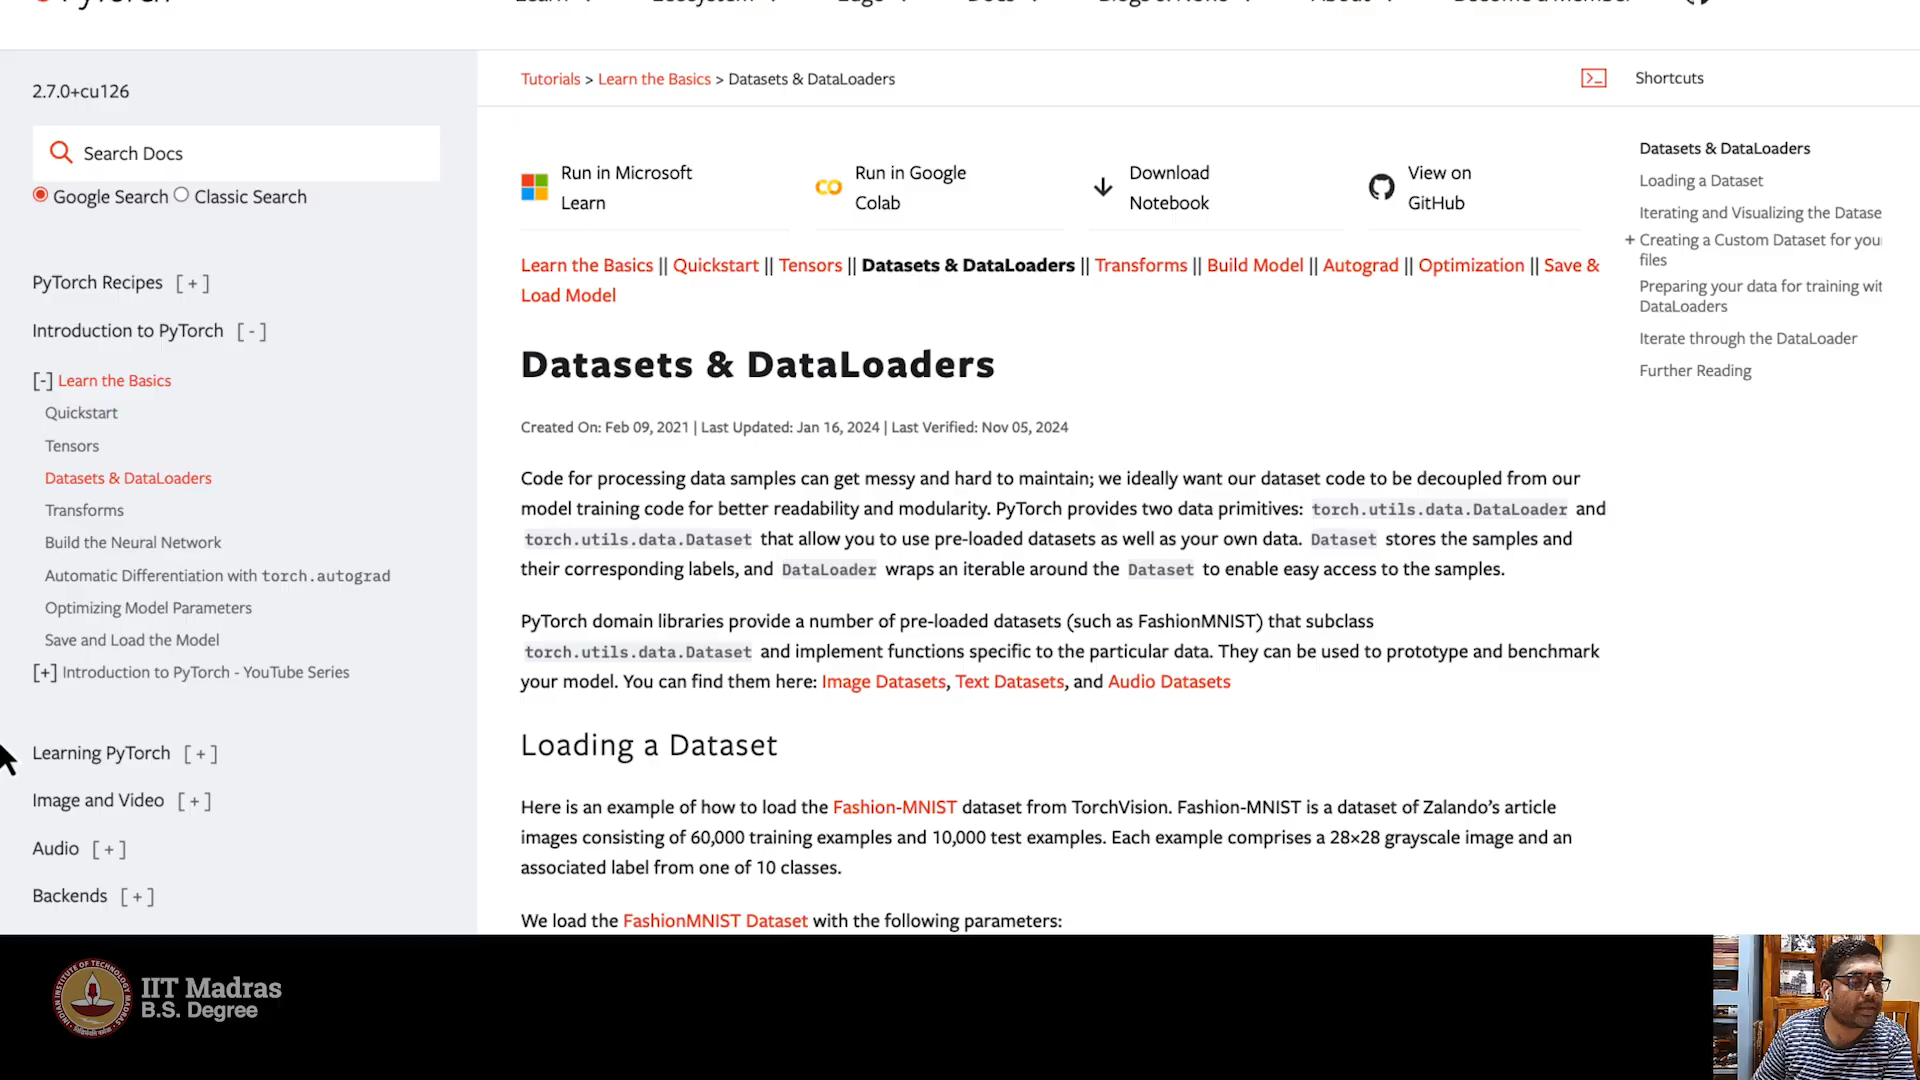 2.7.0+cu126
Search Docs
Google Search Classic Search
PyTorch Recipes [ + ]
Introduction to PyTorch [ - ]
[-] Learn the Basics
Quickstart
Tensors
Datasets & DataLoaders
Transforms
Build the Neural Network
Automatic Differentiation with torch.autograd
Optimizing Model Parameters
Save and Load the Model
[+] Introduction to PyTorch - YouTube Series
Learning PyTorch [ + ]
Image and Video [ + ]
Audio [ + ]
Backends [ + ]
Tutorials > Learn the Basics > Datasets & DataLoaders
Shortcuts
Run in Microsoft
Learn
Run in Google
Colab
Download
Notebook
View on
GitHub
Learn the Basics || Quickstart || Tensors || Datasets & DataLoaders || Transforms || Build Model || Autograd || Optimization || Save &
Load Model
Datasets & DataLoaders
Created On: Feb 09, 2021 | Last Updated: Jan 16, 2024 | Last Verified: Nov 05, 2024
Code for processing data samples can get messy and hard to maintain; we ideally want our dataset code to be decoupled from our
model training code for better readability and modularity. PyTorch provides two data primitives: torch.utils.data.DataLoader and
torch.utils.data.Dataset that allow you to use pre-loaded datasets as well as your own data. Dataset stores the samples and
their corresponding labels, and DataLoader wraps an iterable around the Dataset to enable easy access to the samples.
PyTorch domain libraries provide a number of pre-loaded datasets (such as FashionMNIST) that subclass
torch.utils.data.Dataset and implement functions specific to the particular data. They can be used to prototype and benchmark
your model. You can find them here: Image Datasets, Text Datasets, and Audio Datasets
Loading a Dataset
Here is an example of how to load the Fashion-MNIST dataset from TorchVision. Fashion-MNIST is a dataset of Zalando’s article
images consisting of 60,000 training examples and 10,000 test examples. Each example comprises a 28×28 grayscale image and an
associated label from one of 10 classes.
We load the FashionMNIST Dataset with the following parameters:
Datasets & DataLoaders
Loading a Dataset
Iterating and Visualizing the Datase
+ Creating a Custom Dataset for you
files
Preparing your data for training wit
DataLoaders
Iterate through the DataLoader
Further Reading
IIT Madras
B.S. Degree